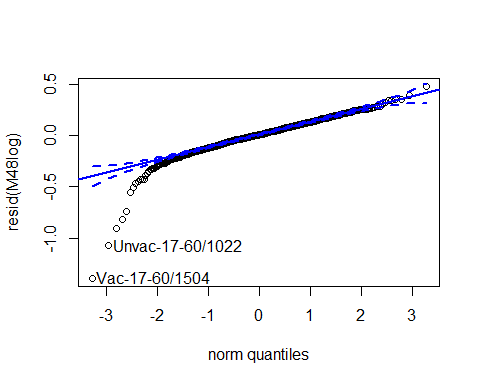 0.5
0.0
-0.5
-1.0
resid(M48log)
Unvac-17-60/1022
Vac-17-60/1504
-3 -2 -1 0 1 2 3
norm quantiles